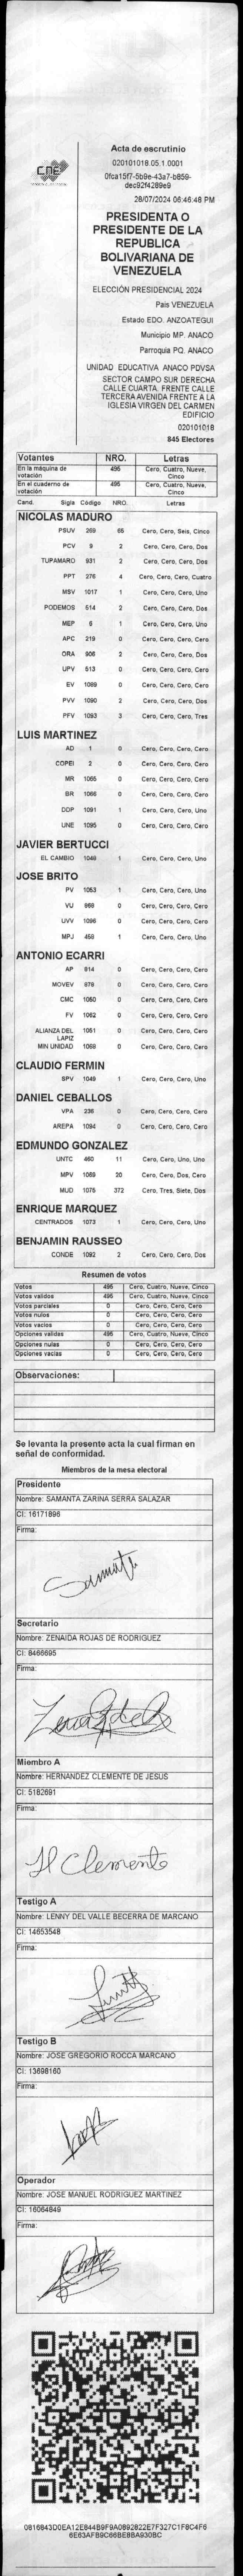 Acta de escrutinio
020101018.05.1.0001
0fca15f7-5b9e-43a7-b859-
dec92f4289e9
CNE
28/07/2024 06:46:48 PM
PRESIDENTA O
PRESIDENTE DE LA
REPUBLICA
BOLIVARIANA DE
VENEZUELA
ELECCIÓN PRESIDENCIAL 2024
País VENEZUELA
Estado EDO. ANZOATEGUI
Municipio MP. ANACO
Parroquia PQ. ANACO
UNIDAD EDUCATIVA ANACO PDVSA
SECTOR CAMPO SUR DERECHA
CALLE CUARTA. FRENTE CALLE
TERCERA AVENIDA FRENTE A LA
IGLESIA VIRGEN DEL CARMEN
EDIFICIO
020101018
845 Electores
Votantes NRO. Letras
En la máquina de votación 495 Cero, Cuatro, Nueve, Cinco
En el cuaderno de votación 495 Cero, Cuatro, Nueve, Cinco
Cand. Sigla Código NRO. Letras
NICOLAS MADURO
PSUV 269 65 Cero, Cero, Seis, Cinco
PCV 9 2 Cero, Cero, Cero, Dos
TUPAMARO 931 2 Cero, Cero, Cero, Dos
PPT 276 4 Cero, Cero, Cero, Cuatro
MSV 1017 1 Cero, Cero, Cero, Uno
PODEMOS 514 2 Cero, Cero, Cero, Dos
MEP 6 1 Cero, Cero, Cero, Uno
APC 219 0 Cero, Cero, Cero, Cero
ORA 906 2 Cero, Cero, Cero, Dos
UPV 513 0 Cero, Cero, Cero, Cero
EV 1089 0 Cero, Cero, Cero, Cero
PVV 1090 2 Cero, Cero, Cero, Dos
PFV 1093 3 Cero, Cero, Cero, Tres
LUIS MARTINEZ
AD 1 0 Cero, Cero, Cero, Cero
COPEI 2 0 Cero, Cero, Cero, Cero
MR 1065 0 Cero, Cero, Cero, Cero
BR 1066 0 Cero, Cero, Cero, Cero
DDP 1091 1 Cero, Cero, Cero, Uno
UNE 1095 0 Cero, Cero, Cero, Cero
JAVIER BERTUCCI
EL CAMBIO 1048 1 Cero, Cero, Cero, Uno
JOSE BRITO
PV 1053 1 Cero, Cero, Cero, Uno
VU 968 0 Cero, Cero, Cero, Cero
UVV 1096 0 Cero, Cero, Cero, Cero
MPJ 458 1 Cero, Cero, Cero, Uno
ANTONIO ECARRI
AP 914 0 Cero, Cero, Cero, Cero
MOVEV 979 0 Cero, Cero, Cero, Cero
CMC 1060 0 Cero, Cero, Cero, Cero
FV 1062 0 Cero, Cero, Cero, Cero
ALIANZA DEL LAPIZ 1051 0 Cero, Cero, Cero, Cero
MIN UNIDAD 1068 0 Cero, Cero, Cero, Cero
CLAUDIO FERMIN
SPV 1049 1 Cero, Cero, Cero, Uno
DANIEL CEBALLOS
VPA 236 0 Cero, Cero, Cero, Cero
AREPA 1094 0 Cero, Cero, Cero, Cero
EDMUNDO GONZALEZ
UNTC 460 11 Cero, Cero, Uno, Uno
MPV 1069 20 Cero, Cero, Dos, Cero
MUD 1075 372 Cero, Tres, Siete, Dos
ENRIQUE MARQUEZ
CENTRADOS 1073 1 Cero, Cero, Cero, Uno
BENJAMIN RAUSSEO
CONDE 1092 2 Cero, Cero, Cero, Dos
Resumen de votos
Votos 495 Cero, Cuatro, Nueve, Cinco
Votos validos 495 Cero, Cuatro, Nueve, Cinco
Votos parciales 0 Cero, Cero, Cero, Cero
Votos nulos 0 Cero, Cero, Cero, Cero
Votos vacios 0 Cero, Cero, Cero, Cero
Opciones validas 495 Cero, Cuatro, Nueve, Cinco
Opciones nulas 0 Cero, Cero, Cero, Cero
Opciones vacias 0 Cero, Cero, Cero, Cero
Observaciones:
Se levanta la presente acta la cual firman en
señal de conformidad.
Miembros de la mesa electoral
Presidente
Nombre: SAMANTA ZARINA SERRA SALAZAR
CI: 16171896
Firma:
Samanta
Secretario
Nombre: ZENAIDA ROJAS DE RODRIGUEZ
CI: 8466695
Firma:
Miembro A
Nombre: HERNANDEZ CLEMENTE DE JESUS
CI: 5182691
Firma:
H Clemente
Testigo A
Nombre: LENNY DEL VALLE BECERRA DE MARCANO
CI: 14653548
Firma:
Testigo B
Nombre: JOSE GREGORIO ROCCA MARCANO
CI: 13698160
Firma:
Operador
Nombre: JOSE MANUEL RODRIGUEZ MARTINEZ
CI: 16064849
Firma:
0816843D0EA12E844B9F9A0892822E7F327C1F8C4F6
6E63AFB9C66BE8BA930BC